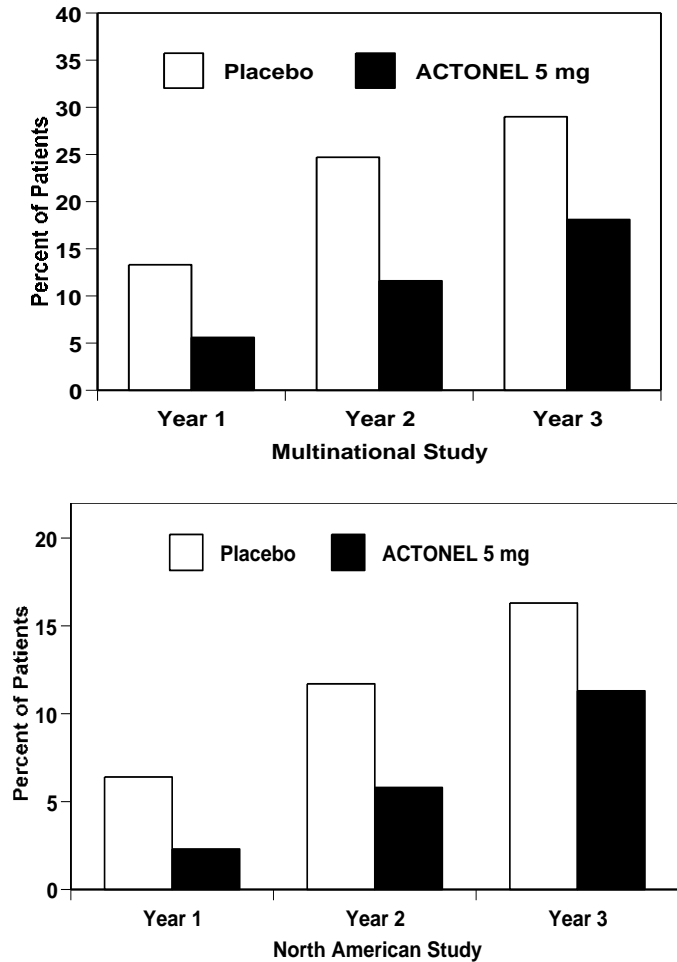 40
35
30
25
20
15
10
5
0
Percent of Patients
Placebo ACTONEL 5 mg
Year 1 Year 2 Year 3
Multinational Study
20
15
10
5
0
Percent of Patients
Placebo ACTONEL 5 mg
Year 1 Year 2 Year 3
North American Study